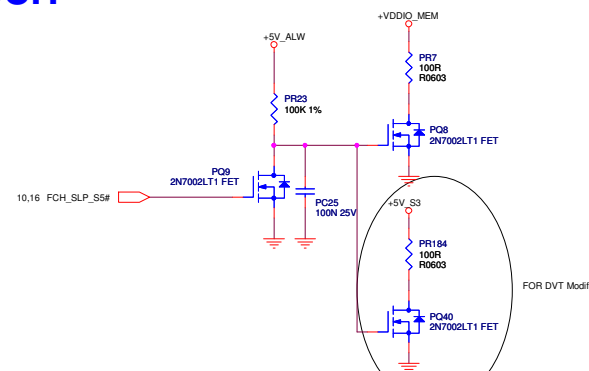 +VDDIO_MEM
+5V_ALW
PR7
100R
R0603
PR23
100K 1%
PQ8
2N7002LT1 FET
PQ9
2N7002LT1 FET
10,16 FCH_SLP_S5#
PC25
100N 25V
+5V_S3
PR184
100R
R0603
FOR DVT Modif
PQ40
2N7002LT1 FET